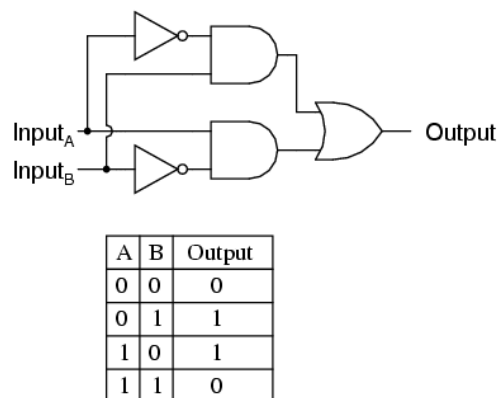 Input_A
Output
Input_B
A B Output
0 0 0
0 1 1
1 0 1
1 1 0